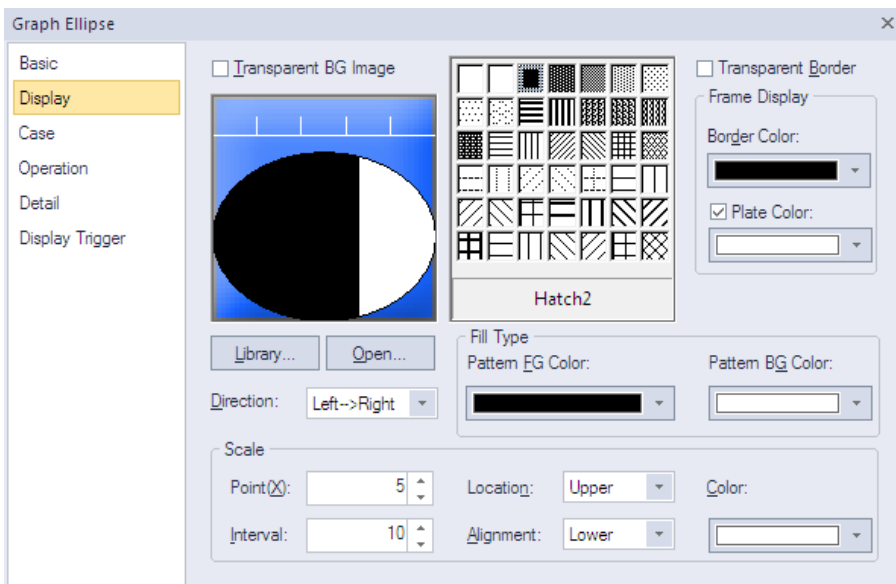 Graph Ellipse
Basic
Display
Case
Operation
Detail
Display Trigger
Transparent BG Image
Hatch2
Transparent Border
Frame Display
Border Color:
Plate Color:
Library...
Open...
Direction:
Left-->Right
Fill Type
Pattern FG Color:
Pattern BG Color:
Scale
Point(X):
5
Location:
Upper
Color:
Interval:
10
Alignment:
Lower